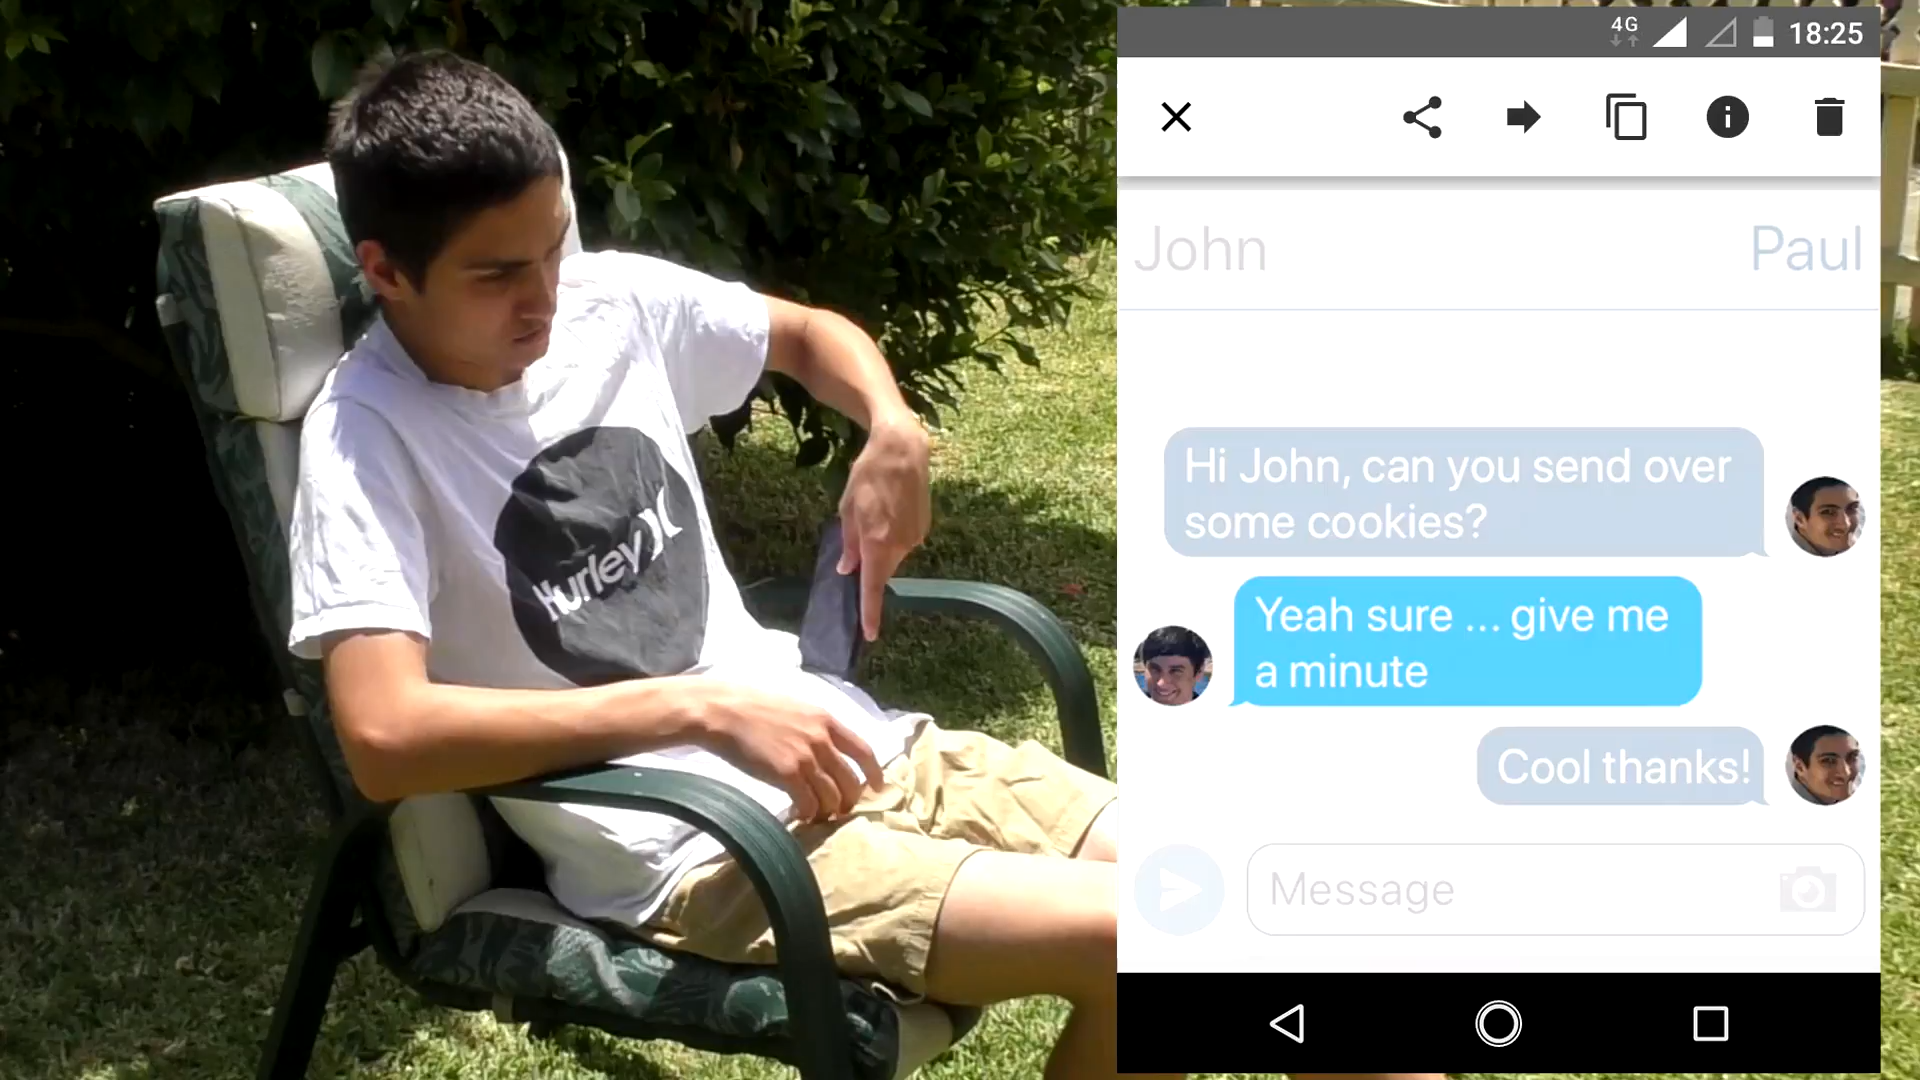 Hurley
4G
18:25
John
Paul
Hi John, can you send over
some cookies?
Yeah sure ... give me
a minute
Cool thanks!
Message